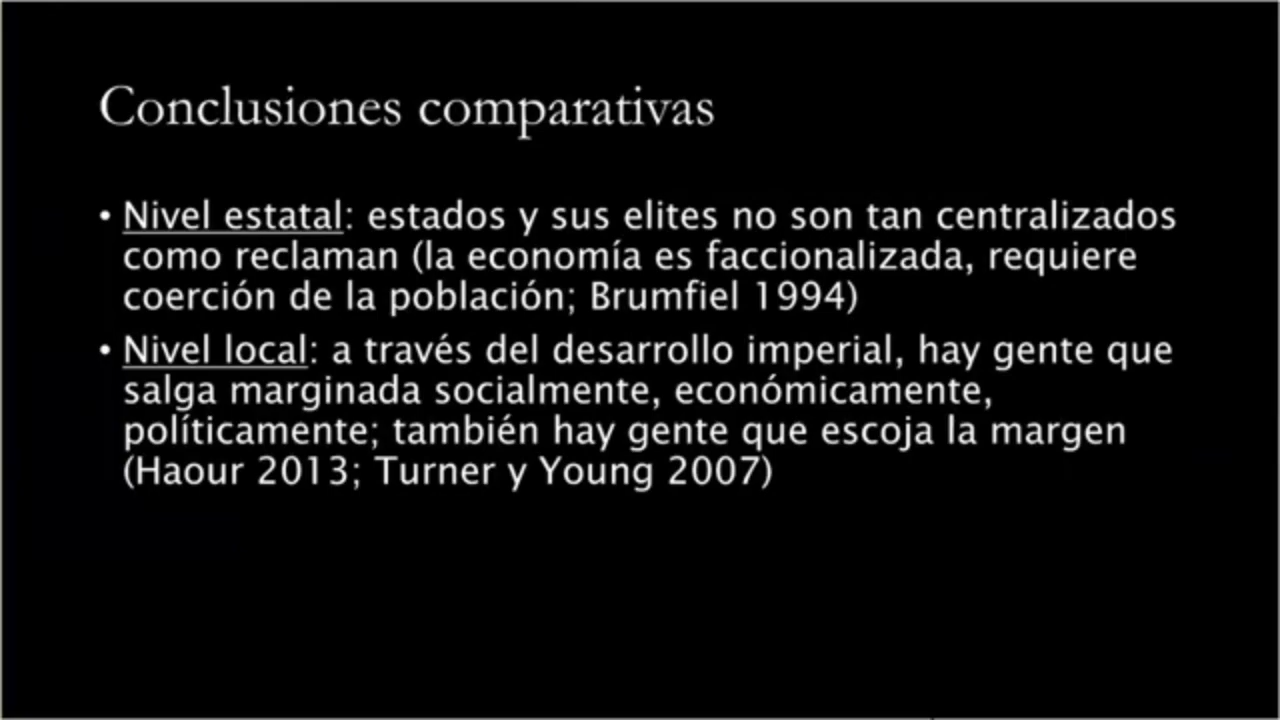 Conclusiones comparativas
• Nivel estatal: estados y sus elites no son tan centralizados
como reclaman (la economía es faccionalizada, requiere
coerción de la población; Brumfiel 1994)
• Nivel local: a través del desarrollo imperial, hay gente que
salga marginada socialmente, económicamente,
políticamente; también hay gente que escoja la margen
(Haour 2013; Turner y Young 2007)